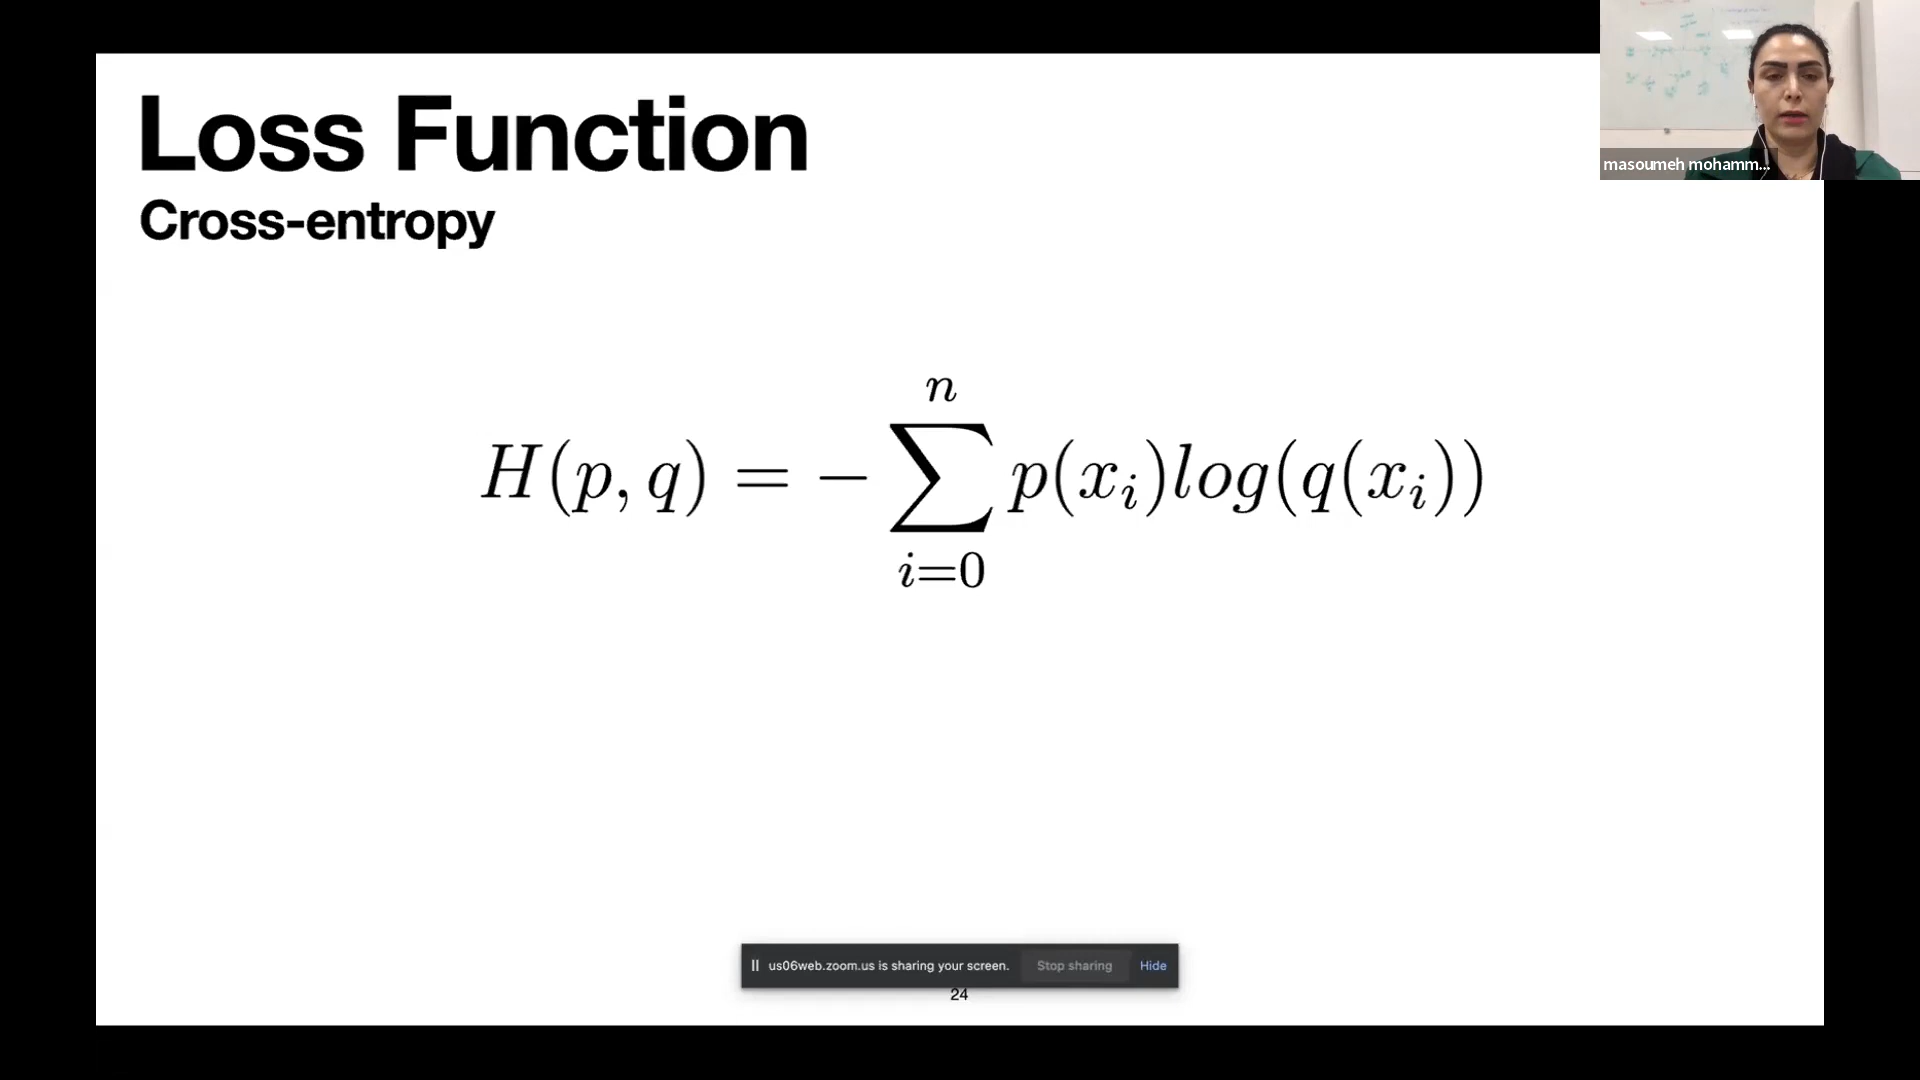 Loss Function
Cross-entropy
masoumeh mohamm...
n
H(p, q) = − ∑ p(xᵢ)log(q(xᵢ))
i=0
us06web.zoom.us is sharing your screen. Stop sharing Hide
24